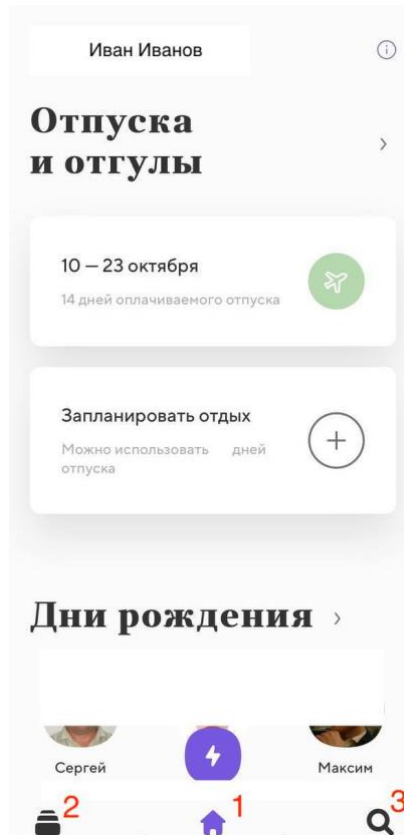 Иван Иванов
Отпуска
и отгулы
10 — 23 октября
14 дней оплачиваемого отпуска
Запланировать отдых
Можно использовать дней
отпуска
Дни рождения
Сергей
Максим
2
1
3